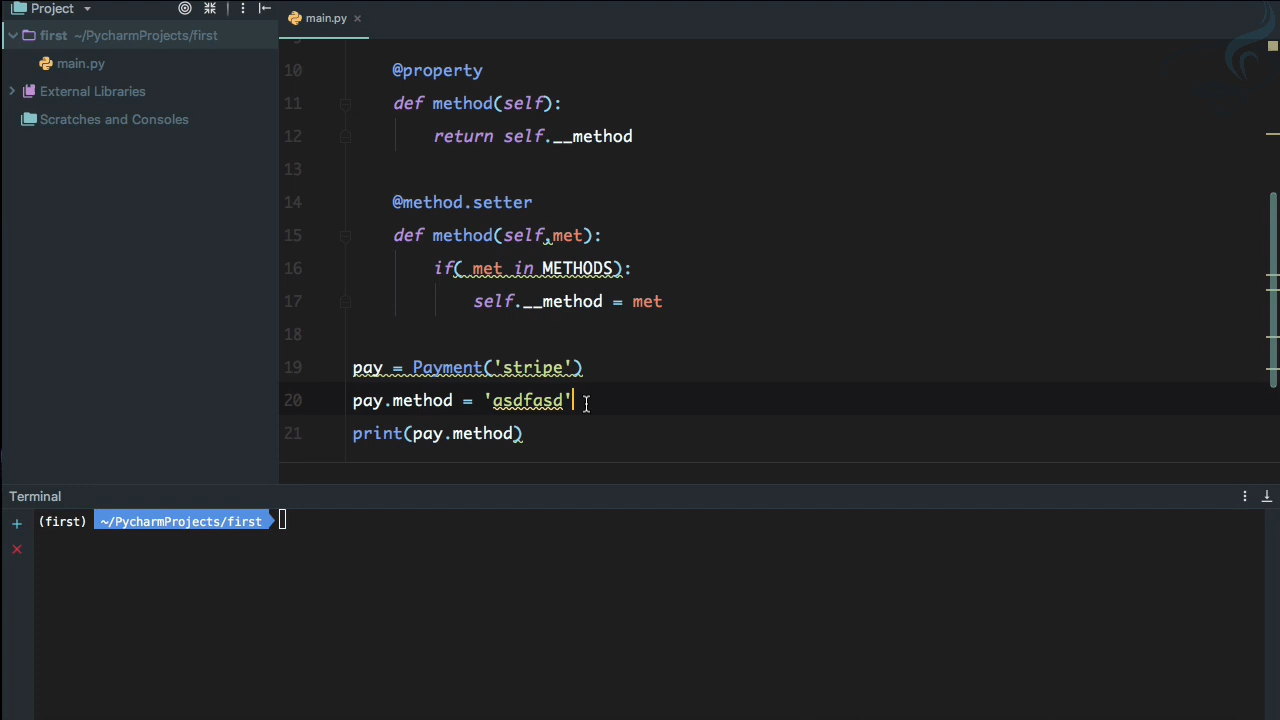 Project
main.py
first ~/PycharmProjects/first
main.py
External Libraries
Scratches and Consoles
10 @property
11 def method(self):
12 return self.__method
13
14 @method.setter
15 def method(self,met):
16 if( met in METHODS):
17 self.__method = met
18
19 pay = Payment('stripe')
20 pay.method = 'asdfasd'
21 print(pay.method)
Terminal
(first) ~/PycharmProjects/first